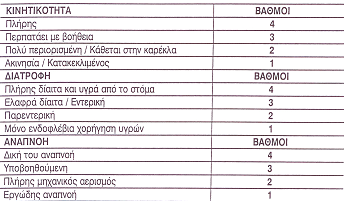 ΚΙΝΗΤΙΚΟΤΗΤΑ ΒΑΘΜΟΙ
Πλήρης 4
Περπατάει με βοήθεια 3
Πολύ περιορισμένη / Κάθεται στην καρέκλα 2
Ακινησία / Κατακεκλιμένος 1
ΔΙΑΤΡΟΦΗ ΒΑΘΜΟΙ
Πλήρης δίαιτα και υγρά από το στόμα 4
Ελαφρά δίαιτα / Εντερική 3
Παρεντερική 2
Μόνο ενδοφλέβια χορήγηση υγρών 1
ΑΝΑΠΝΟΗ ΒΑΘΜΟΙ
Δική του αναπνοή 4
Υποβοηθούμενη 3
Πλήρης μηχανικός αερισμός 2
Εργώδης αναπνοή 1